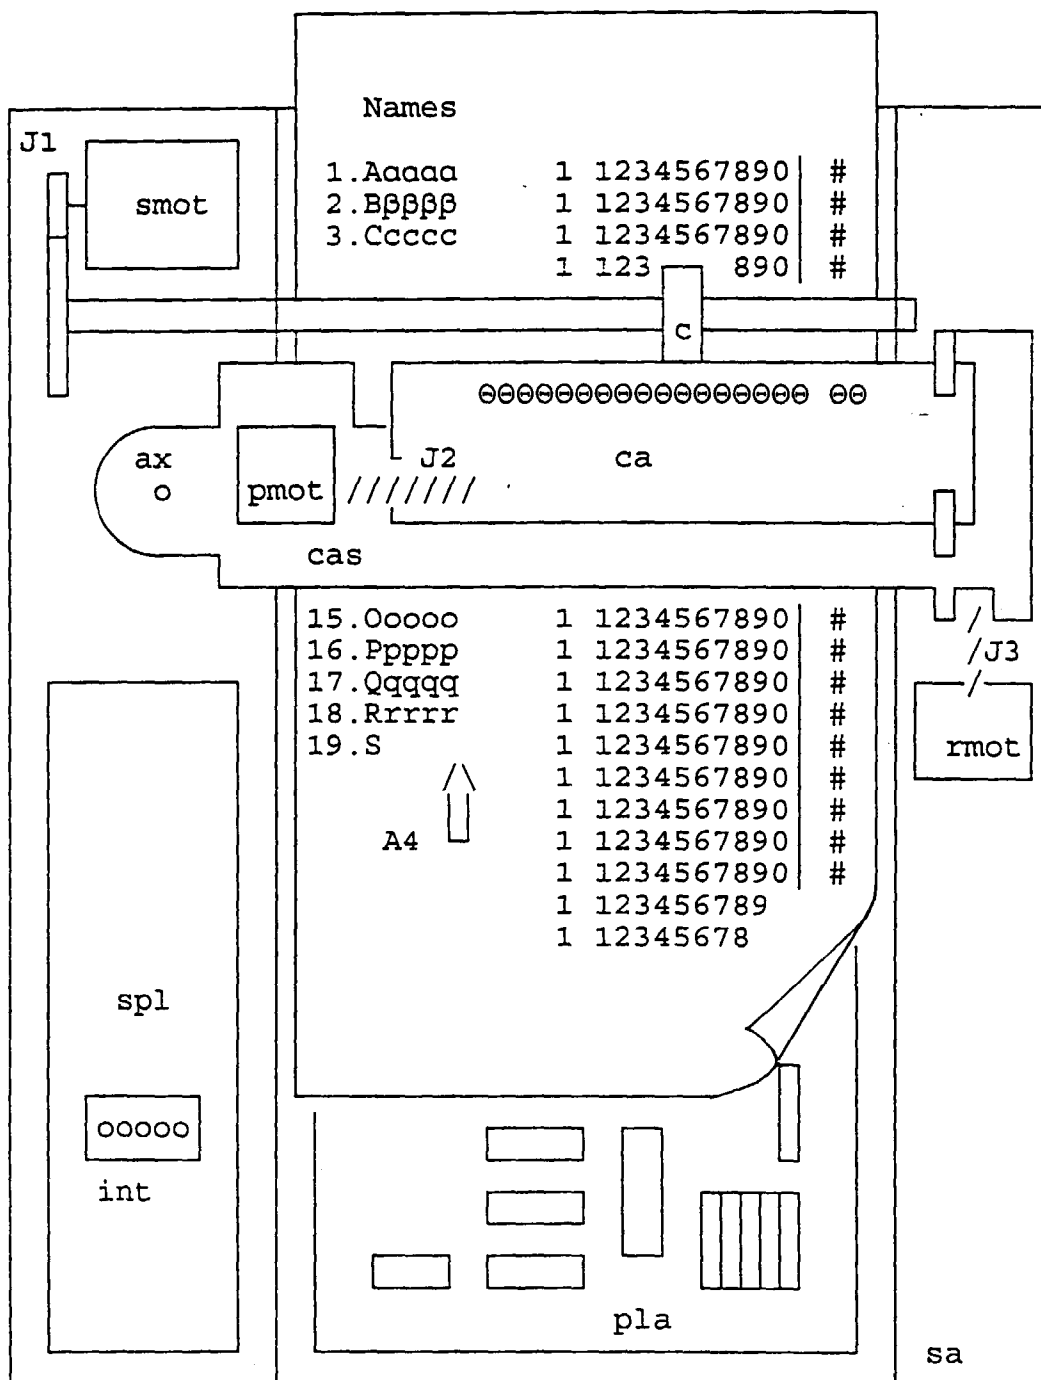 Names
J1
1.Aaaaa 1 1234567890 #
smot
2.Bββββ 1 1234567890 #
3.Ccccc 1 1234567890 #
1 123 890 #
c
ΘΘΘNΘΘΘΘΘΘΘΘΘΘΘΘΘ ΘΘ
ax
J2
ca
pmot
///////
cas
15.Ooooo 1 1234567890 #
16.Ppppp 1 1234567890 #
J3
17.Qqqqq 1 1234567890 #
18.Rrrrr 1 1234567890 #
19.S 1 1234567890 #
rmot
1 1234567890 #
1 1234567890 #
A4
1 1234567890 #
1 1234567890 #
1 123456789
1 12345678
spl
ooooo
int
pla
sa